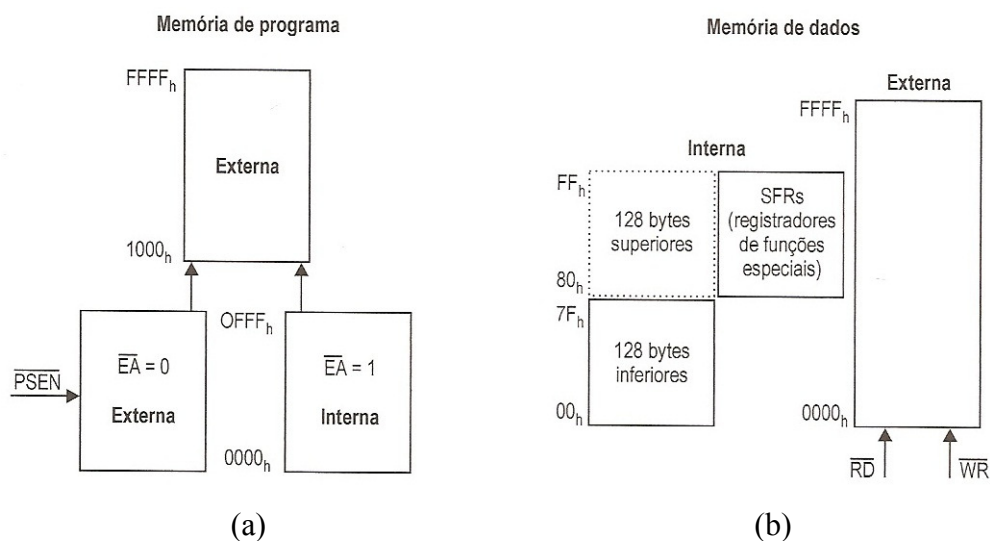 Memória de programa
FFFFh
Externa
1000h
OFFFh
EA = 0
Externa
PSEN
EA = 1
Interna
0000h
(a)
Memória de dados
Externa
FFFFh
Interna
FFh
128 bytes
superiores
80h
SFRs
(registradores
de funções
especiais)
7Fh
128 bytes
inferiores
00h
0000h
RD
WR
(b)